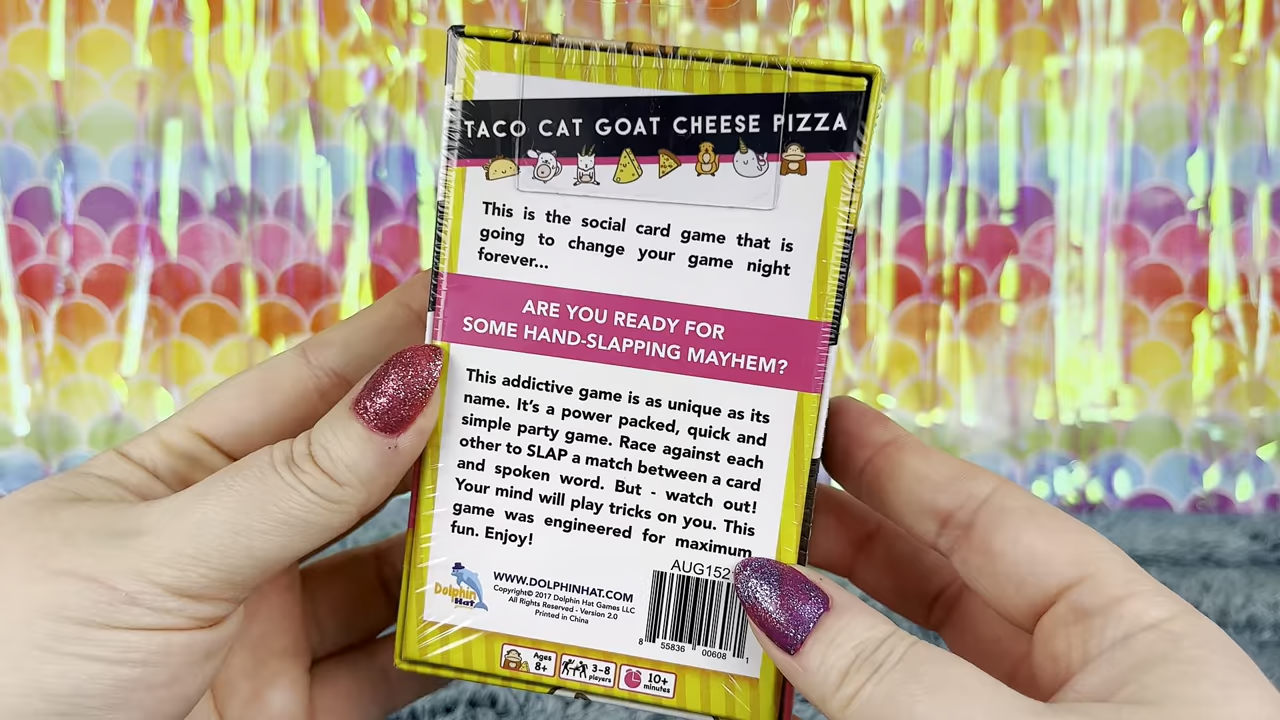 TACO CAT GOAT CHEESE PIZZA
This is the social card game that is
going to change your game night
forever...
ARE YOU READY FOR
SOME HAND-SLAPPING MAYHEM?
This addictive game is as unique as its
name. It's a power packed, quick and
simple party game. Race against each
other to SLAP a match between a card
and spoken word. But - watch out!
Your mind will play tricks on you. This
game was engineered for maximum
fun. Enjoy!
AUG152
Dolphin
Hat
WWW.DOLPHINHAT.COM
Copyright© 2017 Dolphin Hat Games LLC
All Rights Reserved - Version 2.0
Printed in China
8 55836 00608 1
Ages
8+
3-8
players
10+
minutes